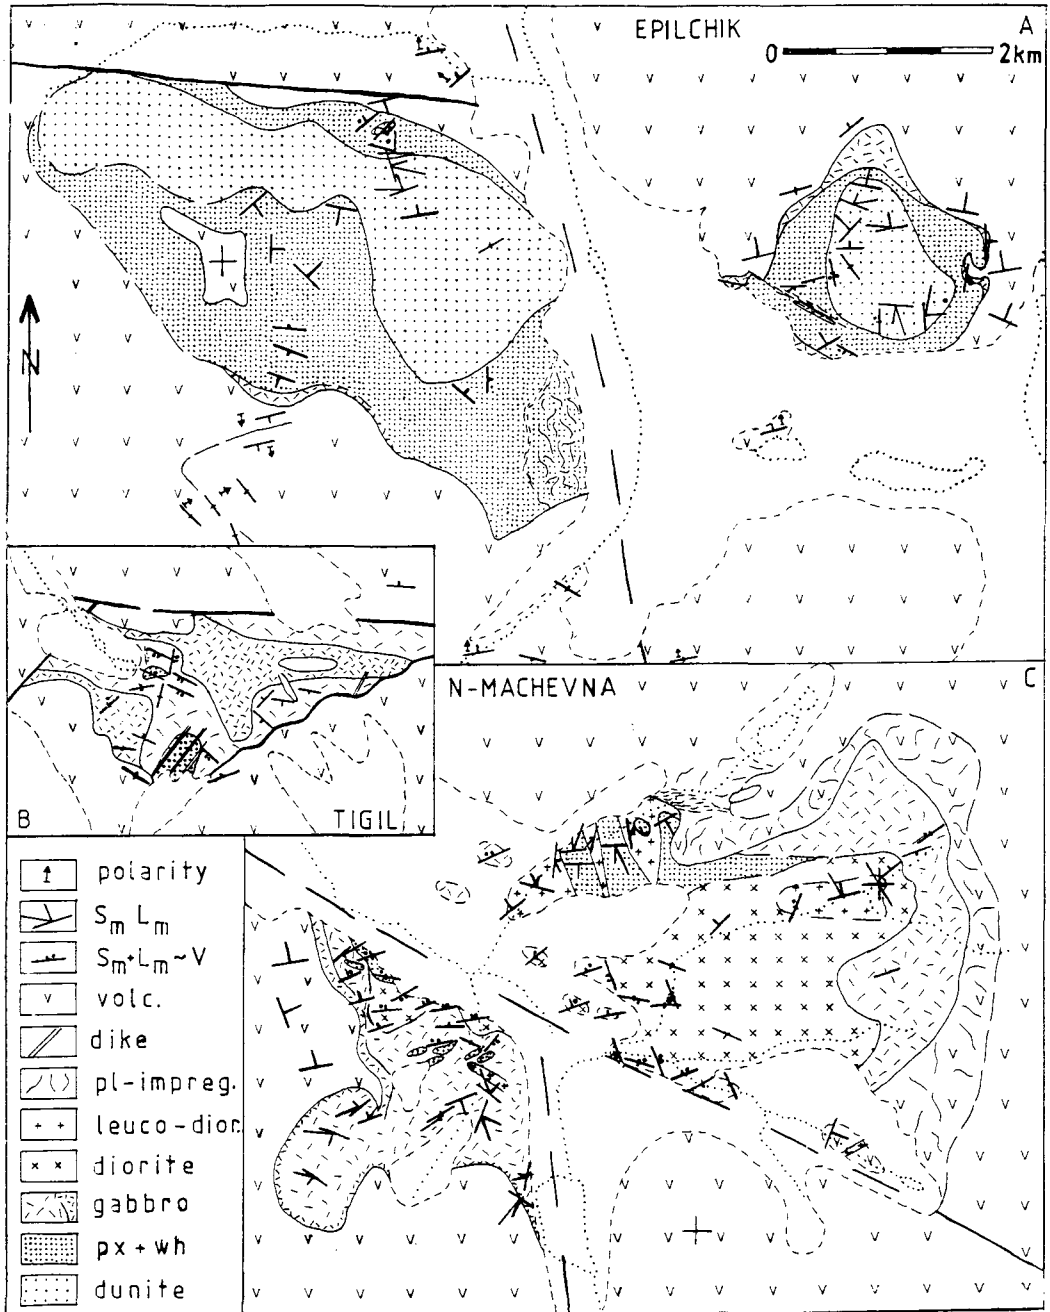 EPILCHIK
A
0 2km
N
N-MACHEVNA
C
B
TIGIL
polarity
Sm Lm
Sm+Lm~V
volc.
dike
pl-impreg.
leuco-dior.
diorite
gabbro
px + wh
dunite